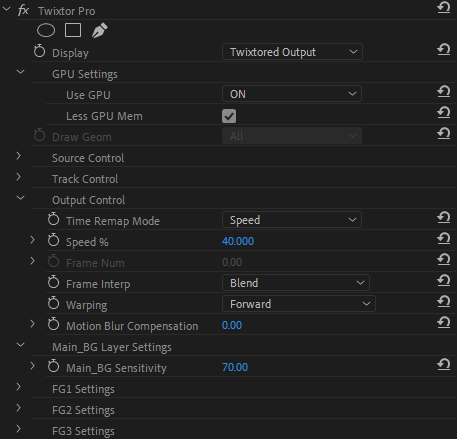 fx Twixtor Pro
Display Twixtored Output
GPU Settings
Use GPU ON
Less GPU Mem
Draw Geom All
Source Control
Track Control
Output Control
Time Remap Mode Speed
Speed % 40.000
Frame Num 0.00
Frame Interp Blend
Warping Forward
Motion Blur Compensation 0.00
Main_BG Layer Settings
Main_BG Sensitivity 70.00
FG1 Settings
FG2 Settings
FG3 Settings